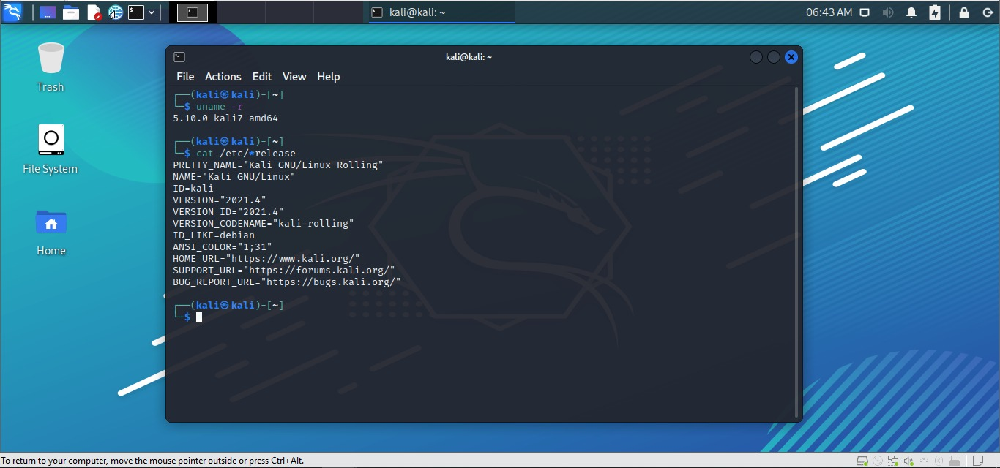 kali@kali: ~
06:43 AM
Trash
File System
Home
kali@kali: ~
File Actions Edit View Help
┌──(kali㉿kali)-[~]
└─$ uname -r
5.10.0-kali7-amd64
┌──(kali㉿kali)-[~]
└─$ cat /etc/*release
PRETTY_NAME="Kali GNU/Linux Rolling"
NAME="Kali GNU/Linux"
ID=kali
VERSION="2021.4"
VERSION_ID="2021.4"
VERSION_CODENAME="kali-rolling"
ID_LIKE=debian
ANSI_COLOR="1;31"
HOME_URL="https://www.kali.org/"
SUPPORT_URL="https://forums.kali.org/"
BUG_REPORT_URL="https://bugs.kali.org/"
┌──(kali㉿kali)-[~]
└─$
To return to your computer, move the mouse pointer outside or press Ctrl+Alt.